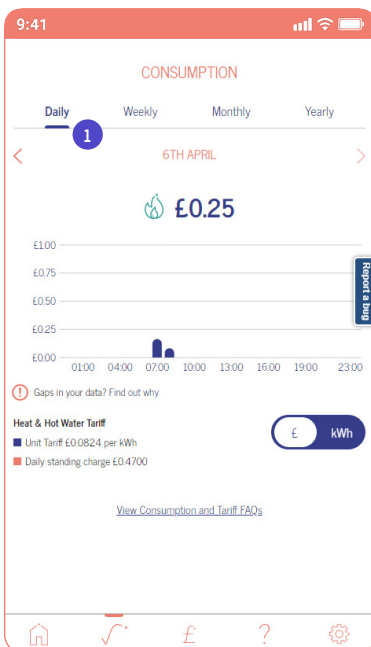 9:41
CONSUMPTION
Daily Weekly Monthly Yearly
1
6TH APRIL
£0.25
£1.00
£0.75
£0.50
£0.25
£0.00
01:00 04:00 07:00 10:00 13:00 16:00 19:00 23:00
Report a bug
Gaps in your data? Find out why
Heat & Hot Water Tariff
Unit Tariff £0.0824 per kWh
Daily standing charge £0.4700
£ kWh
View Consumption and Tariff FAQs
£ ?